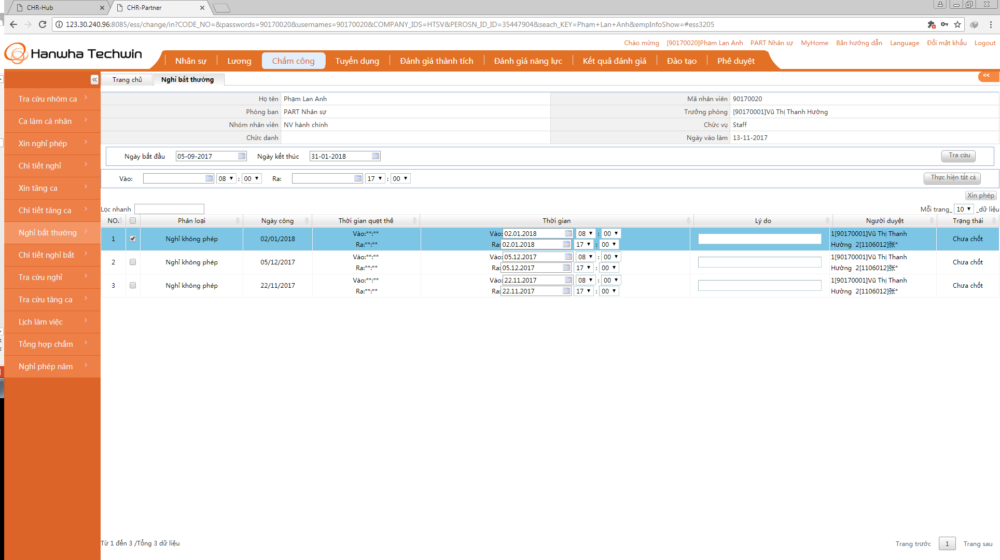 CHR-Hub
CHR-Partner
123.30.240.96:8085/ess/change/in?CODE_NO=&passwords=90170020&usernames=90170020&COMPANY_IDS=HTSV&PEROSN_ID_ID=35447904&seach_KEY=Phạm+Lan+Anh&empInfoShow=#ess3205
Chào mừng [90170020]Phạm Lan Anh PART Nhân sự MyHome Bản hướng dẫn Language Đổi mật khẩu Logout
Hanwha Techwin
Nhân sự Lương Chấm công Tuyển dụng Đánh giá thành tích Đánh giá năng lực Kết quả đánh giá Đào tạo Phê duyệt
Trang chủ Nghỉ bất thường <<
Tra cứu nhóm ca
Ca làm cá nhân
Xin nghỉ phép
Chi tiết nghỉ
Xin tăng ca
Chi tiết tăng ca
Nghỉ bất thường
Chi tiết nghỉ bất
Tra cứu nghỉ
Tra cứu tăng ca
Lịch làm việc
Tổng hợp chấm
Nghỉ phép năm
Họ tên Phạm Lan Anh Mã nhân viên 90170020
Phòng ban PART Nhân sự Trưởng phòng [90170001]Vũ Thị Thanh Hường
Nhóm nhân viên NV hành chính Chức vụ Staff
Chức danh Ngày vào làm 13-11-2017
Ngày bắt đầu 05-09-2017 Ngày kết thúc 31-01-2018 Tra cứu
Vào: 08 : 00 Ra: 17 : 00 Thực hiện tất cả
Xin phép
Lọc nhanh Mỗi trang_ 10 _dữ liệu
NO. Phân loại Ngày công Thời gian quẹt thẻ Thời gian Lý do Người duyệt Trạng thái
1 Nghỉ không phép 02/01/2018 Vào:**:** Vào: 02.01.2018 08 : 00 1[90170001]Vũ Thị Thanh Chưa chốt
Ra:**:** Ra: 02.01.2018 17 : 00 Hường 2[1106012]张*
2 Nghỉ không phép 05/12/2017 Vào:**:** Vào: 05.12.2017 08 : 00 1[90170001]Vũ Thị Thanh Chưa chốt
Ra:**:** Ra: 05.12.2017 17 : 00 Hường 2[1106012]张*
3 Nghỉ không phép 22/11/2017 Vào:**:** Vào: 22.11.2017 08 : 00 1[90170001]Vũ Thị Thanh Chưa chốt
Ra:**:** Ra: 22.11.2017 17 : 00 Hường 2[1106012]张*
Từ 1 đến 3 /Tổng 3 dữ liệu Trang trước 1 Trang sau